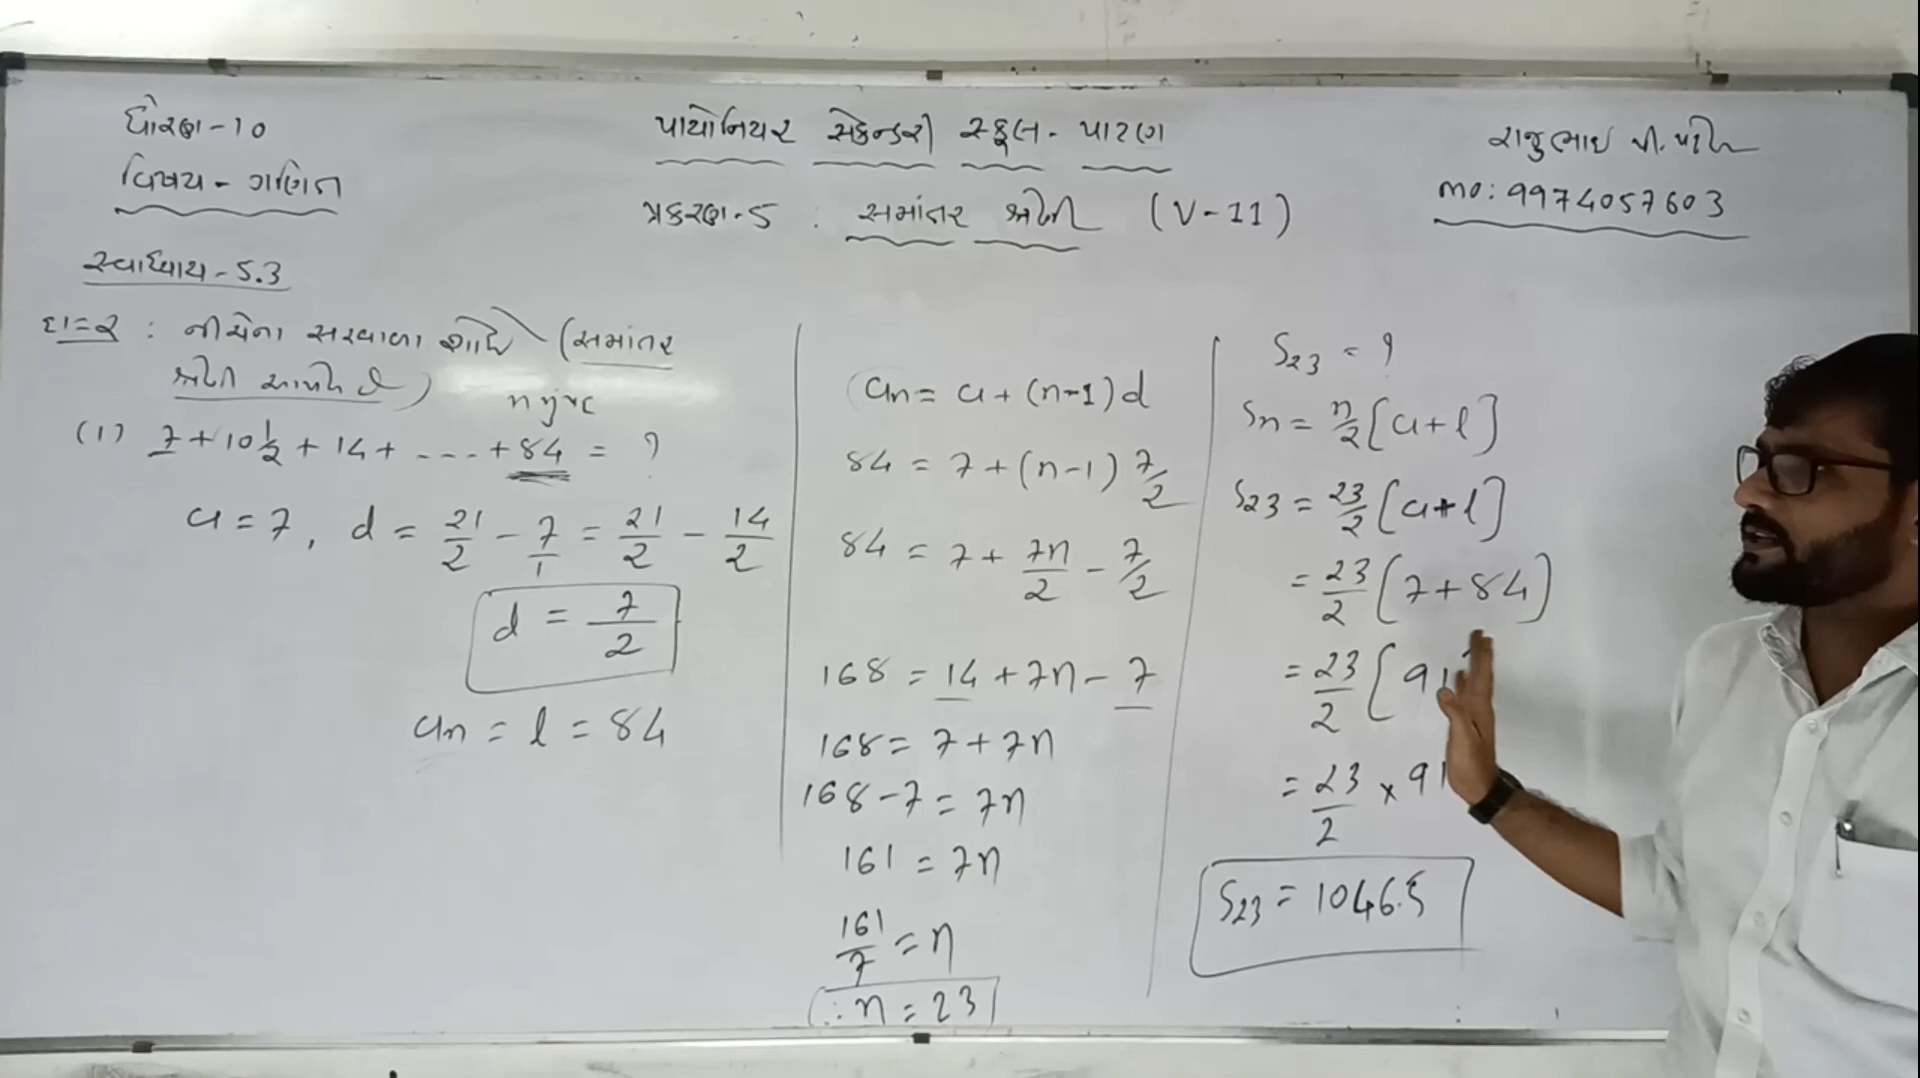 ધોરણ-10
વિષય - ગણિત
પાયોનિયર સેકન્ડરી સ્કૂલ - પાટણ
પ્રકરણ-5 : સમાંતર શ્રેણી (V-11)
રાજુભાઇ પી. પટેલ
mo: 9974057603
સ્વાધ્યાય-5.3
દા=2 : નીચેના સરવાળા શોધો (સમાંતર
શ્રેણી આપેલ છે)
(1) 7 + 10½ + 14 + ---- + 84 = ?
a = 7, d = 21/2 - 7/1 = 21/2 - 14/2
d = 7/2
an = l = 84
an = a + (n-1)d
84 = 7 + (n-1) 7/2
84 = 7 + 7n/2 - 7/2
168 = 14 + 7n - 7
168 = 7 + 7n
168 - 7 = 7n
161 = 7n
161/7 = n
∴ n = 23
S23 = ?
Sn = n/2 [a+l]
S23 = 23/2 [a+l]
= 23/2 [7+84]
= 23/2 [91
= 23/2 × 91
S23 = 1046.5